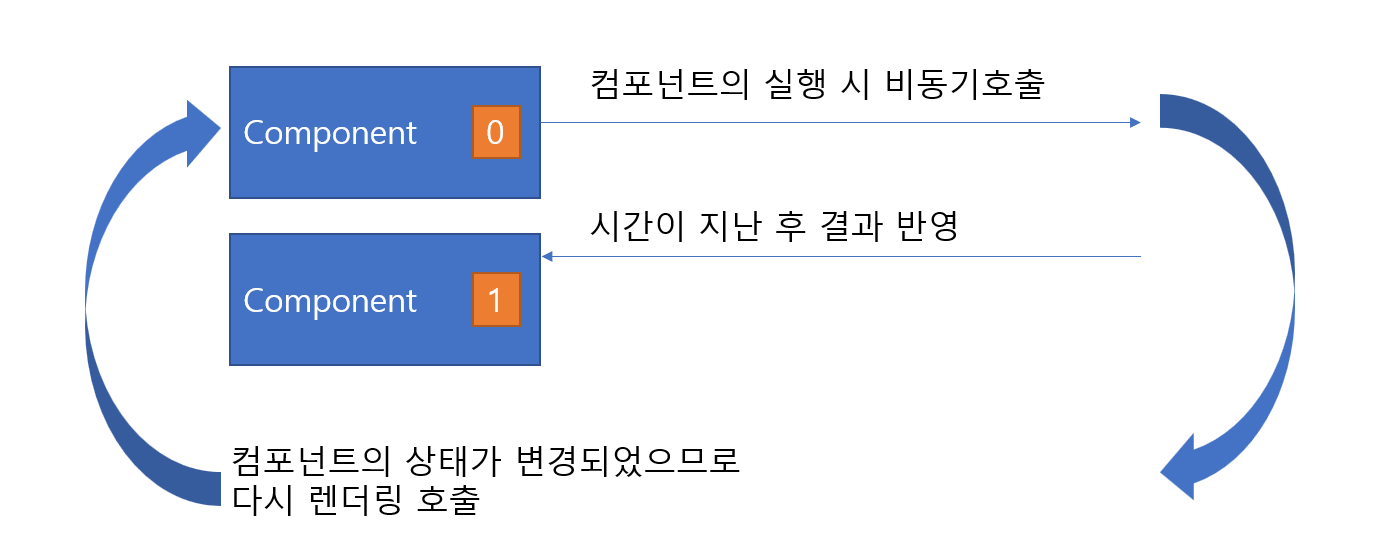 Component 0
컴포넌트의 실행 시 비동기호출
시간이 지난 후 결과 반영
Component 1
컴포넌트의 상태가 변경되었으므로
다시 렌더링 호출